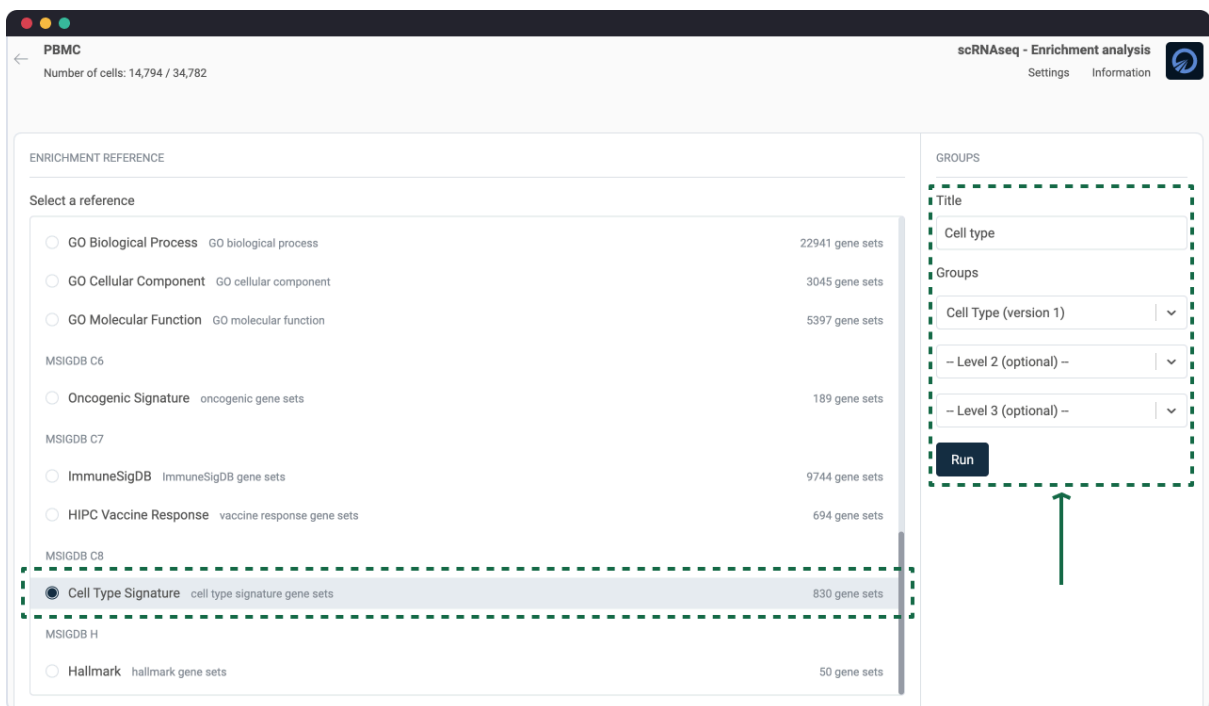 PBMC
Number of cells: 14,794 / 34,782
scRNAseq - Enrichment analysis
Settings Information
ENRICHMENT REFERENCE
Select a reference
GO Biological Process GO biological process 22941 gene sets
GO Cellular Component GO cellular component 3045 gene sets
GO Molecular Function GO molecular function 5397 gene sets
MSIGDB C6
Oncogenic Signature oncogenic gene sets 189 gene sets
MSIGDB C7
ImmuneSigDB ImmuneSigDB gene sets 9744 gene sets
HIPC Vaccine Response vaccine response gene sets 694 gene sets
MSIGDB C8
Cell Type Signature cell type signature gene sets 830 gene sets
MSIGDB H
Hallmark hallmark gene sets 50 gene sets
GROUPS
Title
Cell type
Groups
Cell Type (version 1)
-- Level 2 (optional) --
-- Level 3 (optional) --
Run